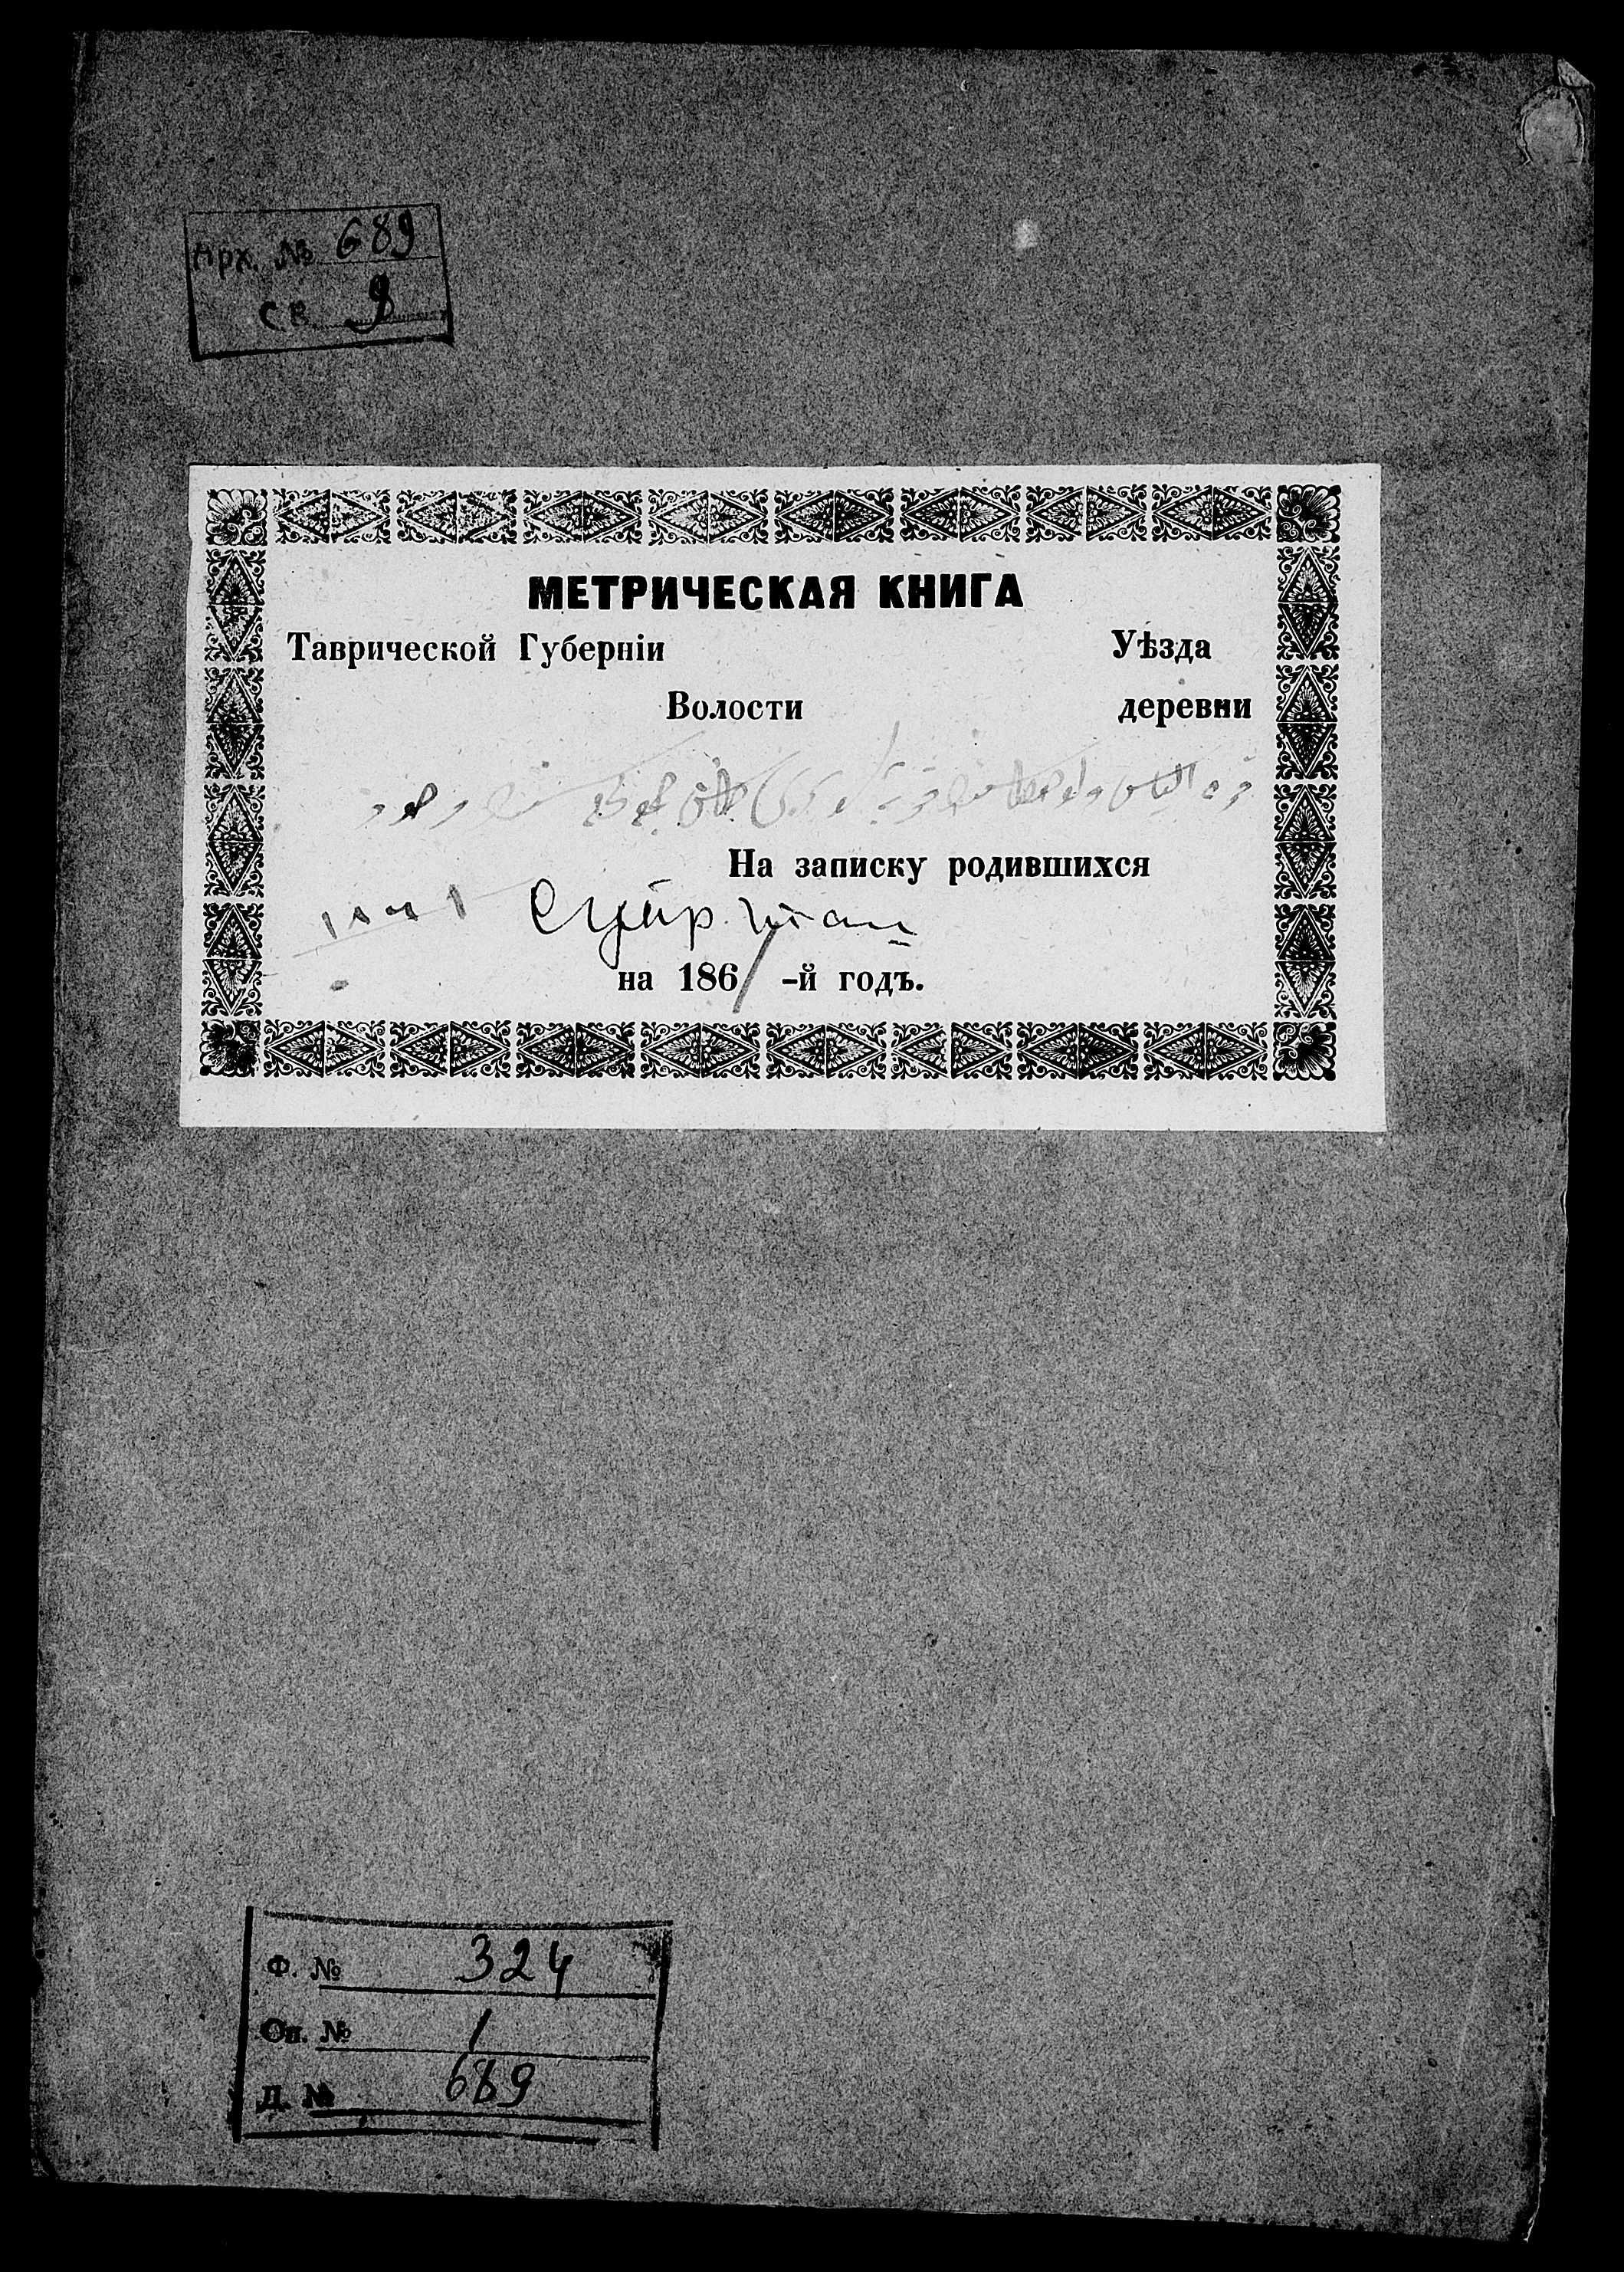 Арх. № 689
Св. 9
МЕТРИЧЕСКАЯ КНИГА
Таврической Губерніи Уѣзда
Волости деревни
На записку родившихся
на 1861-й годъ.
Ф. № 324
Оп. № 1
Д. № 689